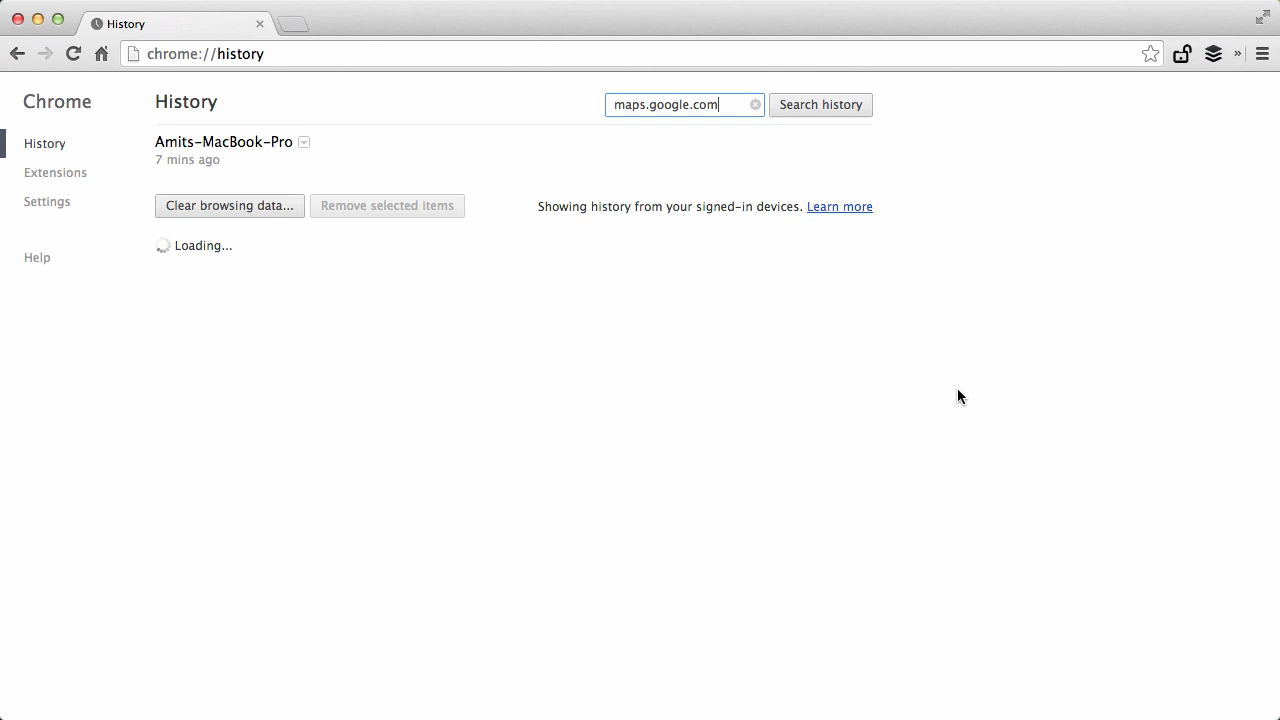 History
chrome://history
»
Chrome
History
maps.google.com
Search history
History
Extensions
Settings
Help
Amits-MacBook-Pro
7 mins ago
Clear browsing data...
Remove selected items
Showing history from your signed-in devices. Learn more
Loading...